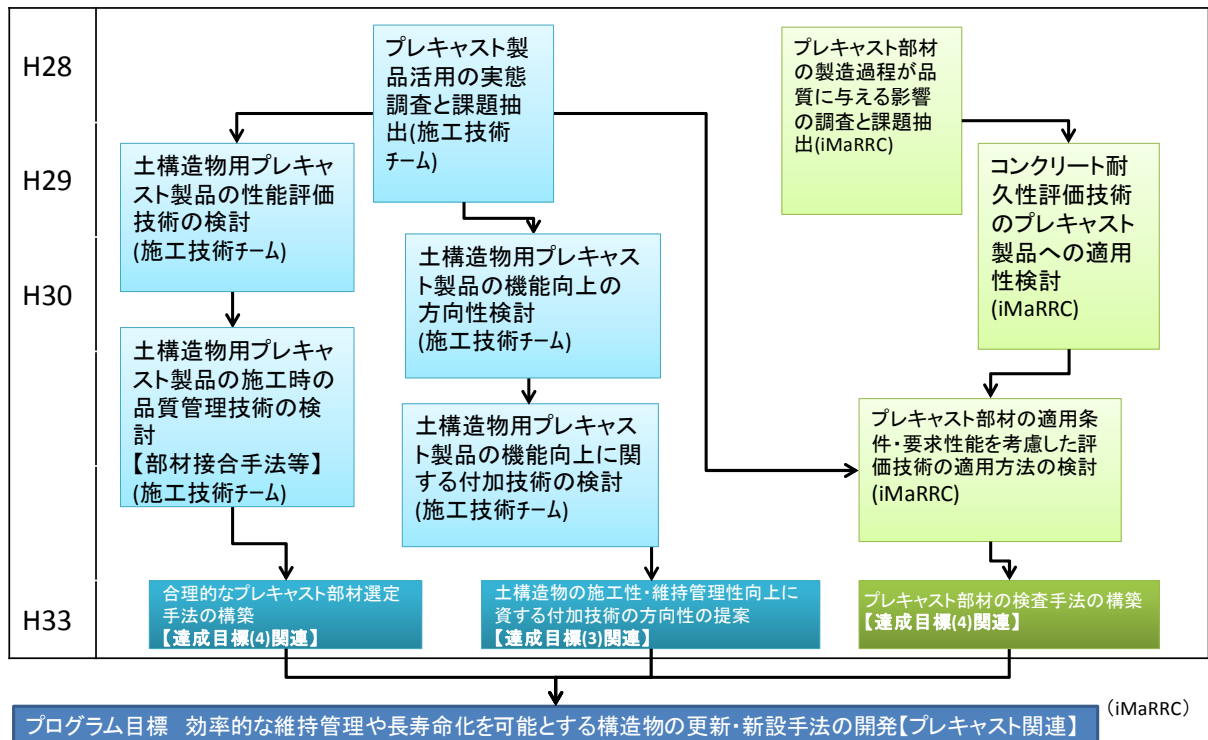 H28
H29
H30
H33
プレキャスト製
品活用の実態
調査と課題抽
出(施工技術
チーム)
土構造物用プレキャ
スト製品の性能評価
技術の検討
(施工技術チーム)
土構造物用プレキャ
スト製品の施工時の
品質管理技術の検
討
【部材接合手法等】
(施工技術チーム)
土構造物用プレキャス
ト製品の機能向上の
方向性検討
(施工技術チーム)
土構造物用プレキャス
ト製品の機能向上に関
する付加技術の検討
(施工技術チーム)
プレキャスト部材
の製造過程が品
質に与える影響
の調査と課題抽
出(iMaRRC)
コンクリート耐
久性評価技術
のプレキャスト
製品への適用
性検討
(iMaRRC)
プレキャスト部材の適用条
件・要求性能を考慮した評
価技術の適用方法の検討
(iMaRRC)
合理的なプレキャスト部材選定
手法の構築
【達成目標(4)関連】
土構造物の施工性・維持管理性向上に
資する付加技術の方向性の提案
【達成目標(3)関連】
プレキャスト部材の検査手法の構築
【達成目標(4)関連】
プログラム目標 効率的な維持管理や長寿命化を可能とする構造物の更新・新設手法の開発【プレキャスト関連】
(iMaRRC)